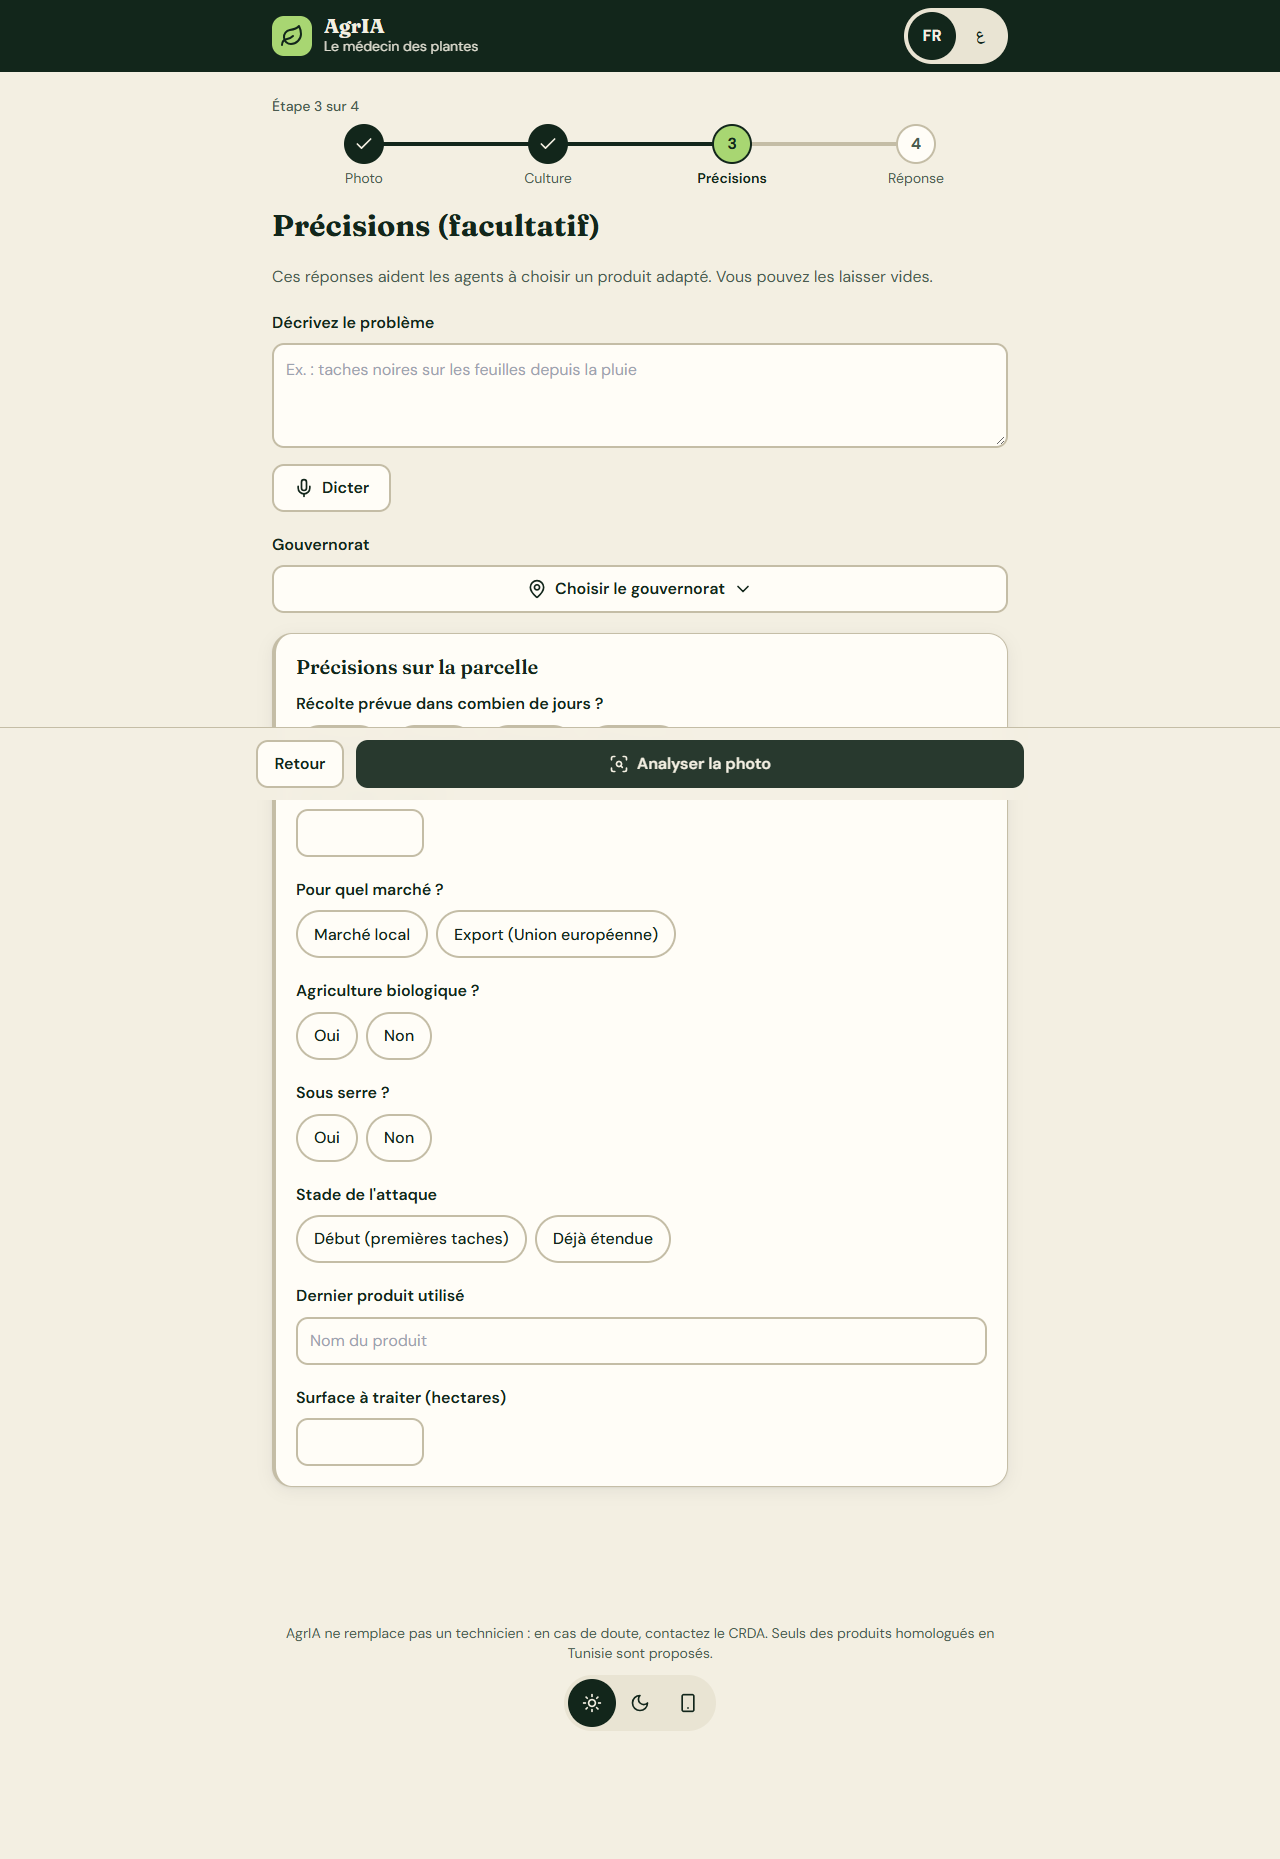 AgrIA
Le médecin des plantes
FR
ع
Étape 3 sur 4
3
4
Photo
Culture
Précisions
Réponse
Précisions (facultatif)
Ces réponses aident les agents à choisir un produit adapté. Vous pouvez les laisser vides.
Décrivez le problème
Ex. : taches noires sur les feuilles depuis la pluie
Dicter
Gouvernorat
Choisir le gouvernorat
Précisions sur la parcelle
Récolte prévue dans combien de jours ?
Retour
Analyser la photo
Pour quel marché ?
Marché local
Export (Union européenne)
Agriculture biologique ?
Oui
Non
Sous serre ?
Oui
Non
Stade de l'attaque
Début (premières taches)
Déjà étendue
Dernier produit utilisé
Nom du produit
Surface à traiter (hectares)
AgrIA ne remplace pas un technicien : en cas de doute, contactez le CRDA. Seuls des produits homologués en
Tunisie sont proposés.